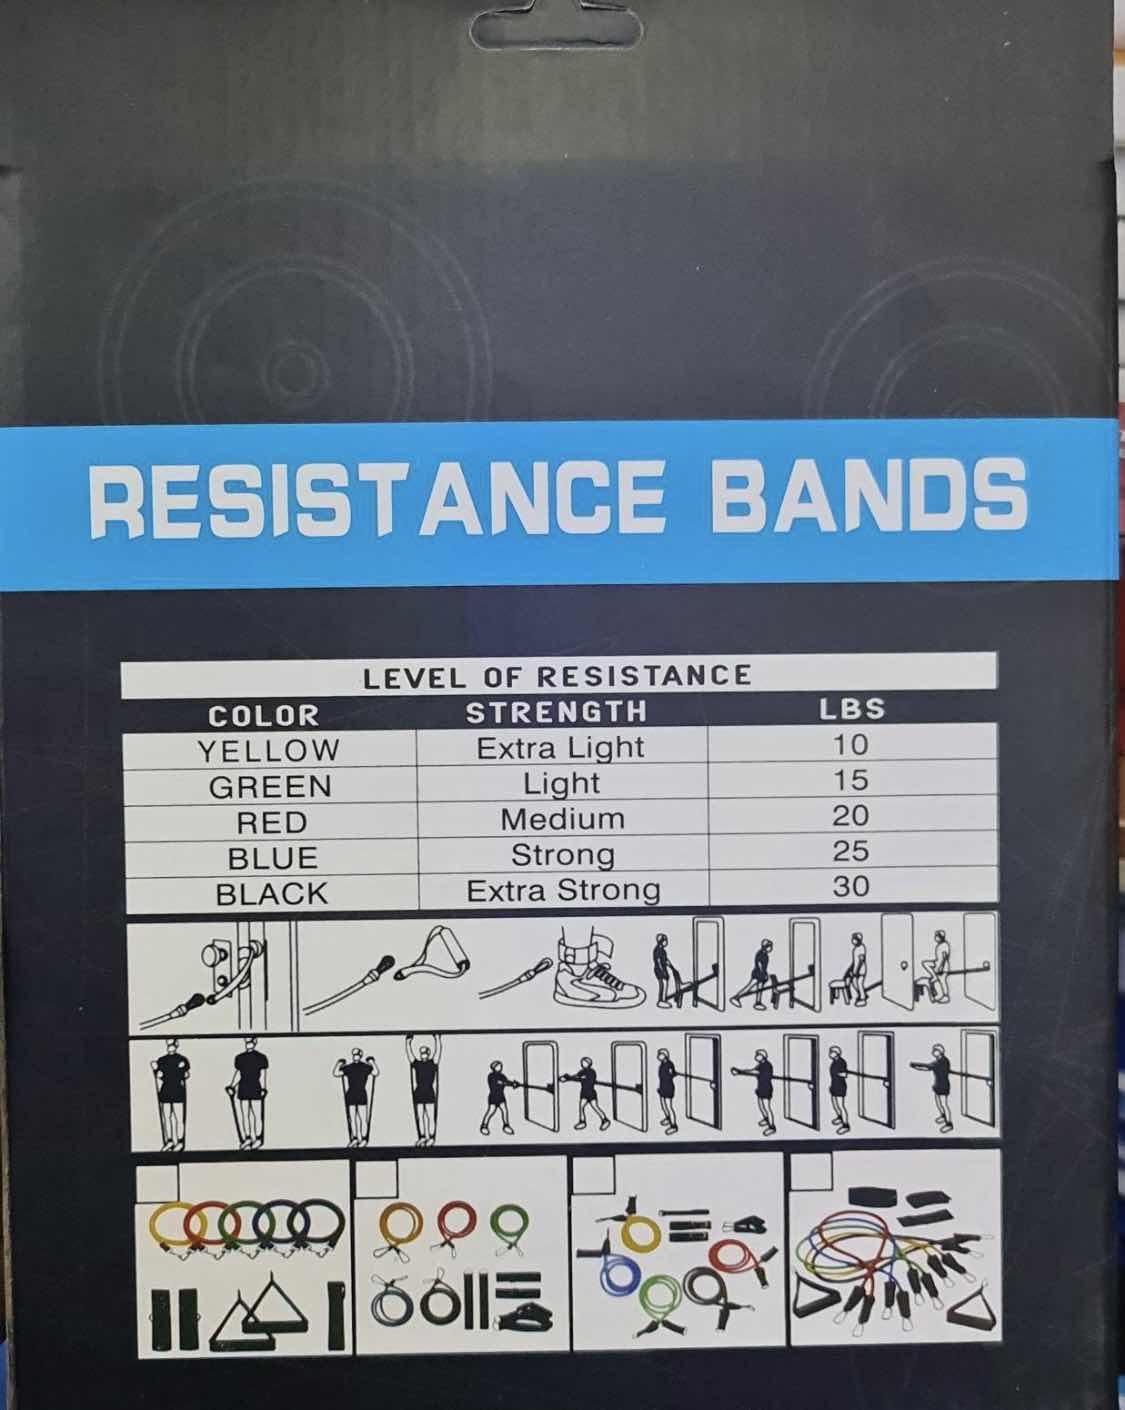 RESISTANCE BANDS
LEVEL OF RESISTANCE
COLOR STRENGTH LBS
YELLOW Extra Light 10
GREEN Light 15
RED Medium 20
BLUE Strong 25
BLACK Extra Strong 30